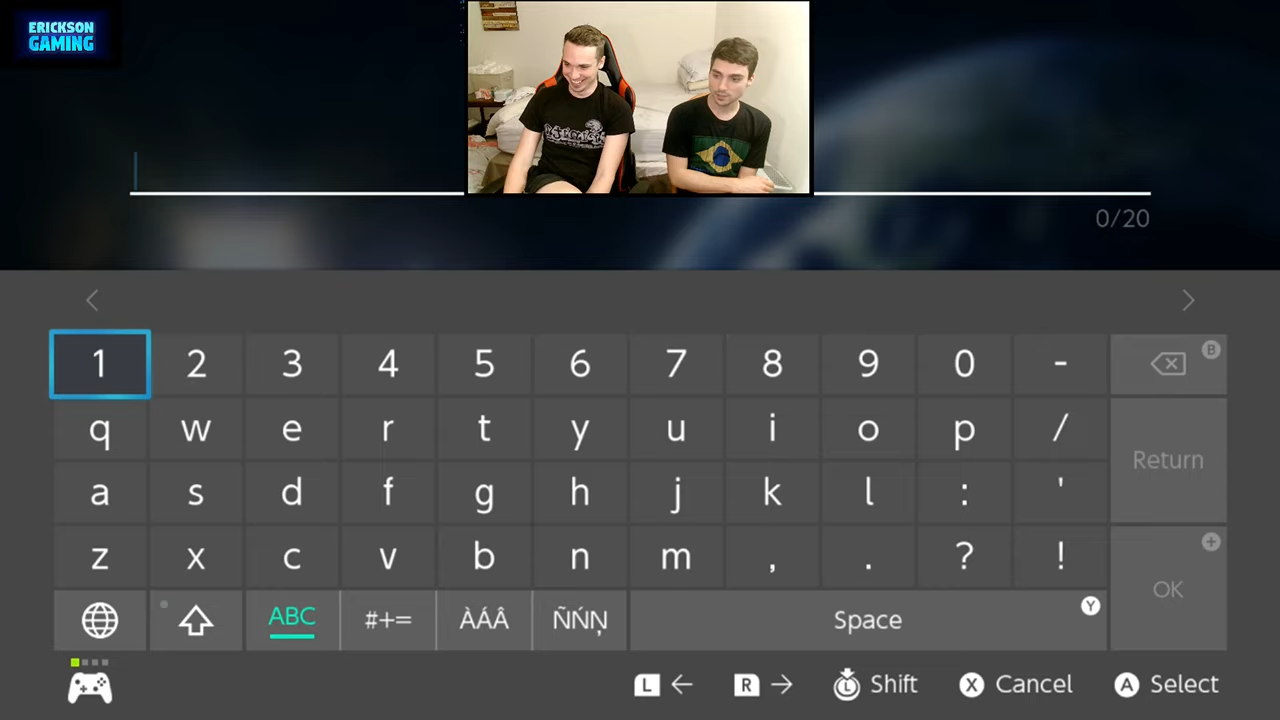 ERICKSON
GAMING
0/20
1 2 3 4 5 6 7 8 9 0 - B
q w e r t y u i o p /
Return
a s d f g h j k l : '
z x c v b n m , . ? ! +
OK
ABC #+= ÀÁÂ ÑŃŅ Space Y
L ← R → L Shift X Cancel A Select